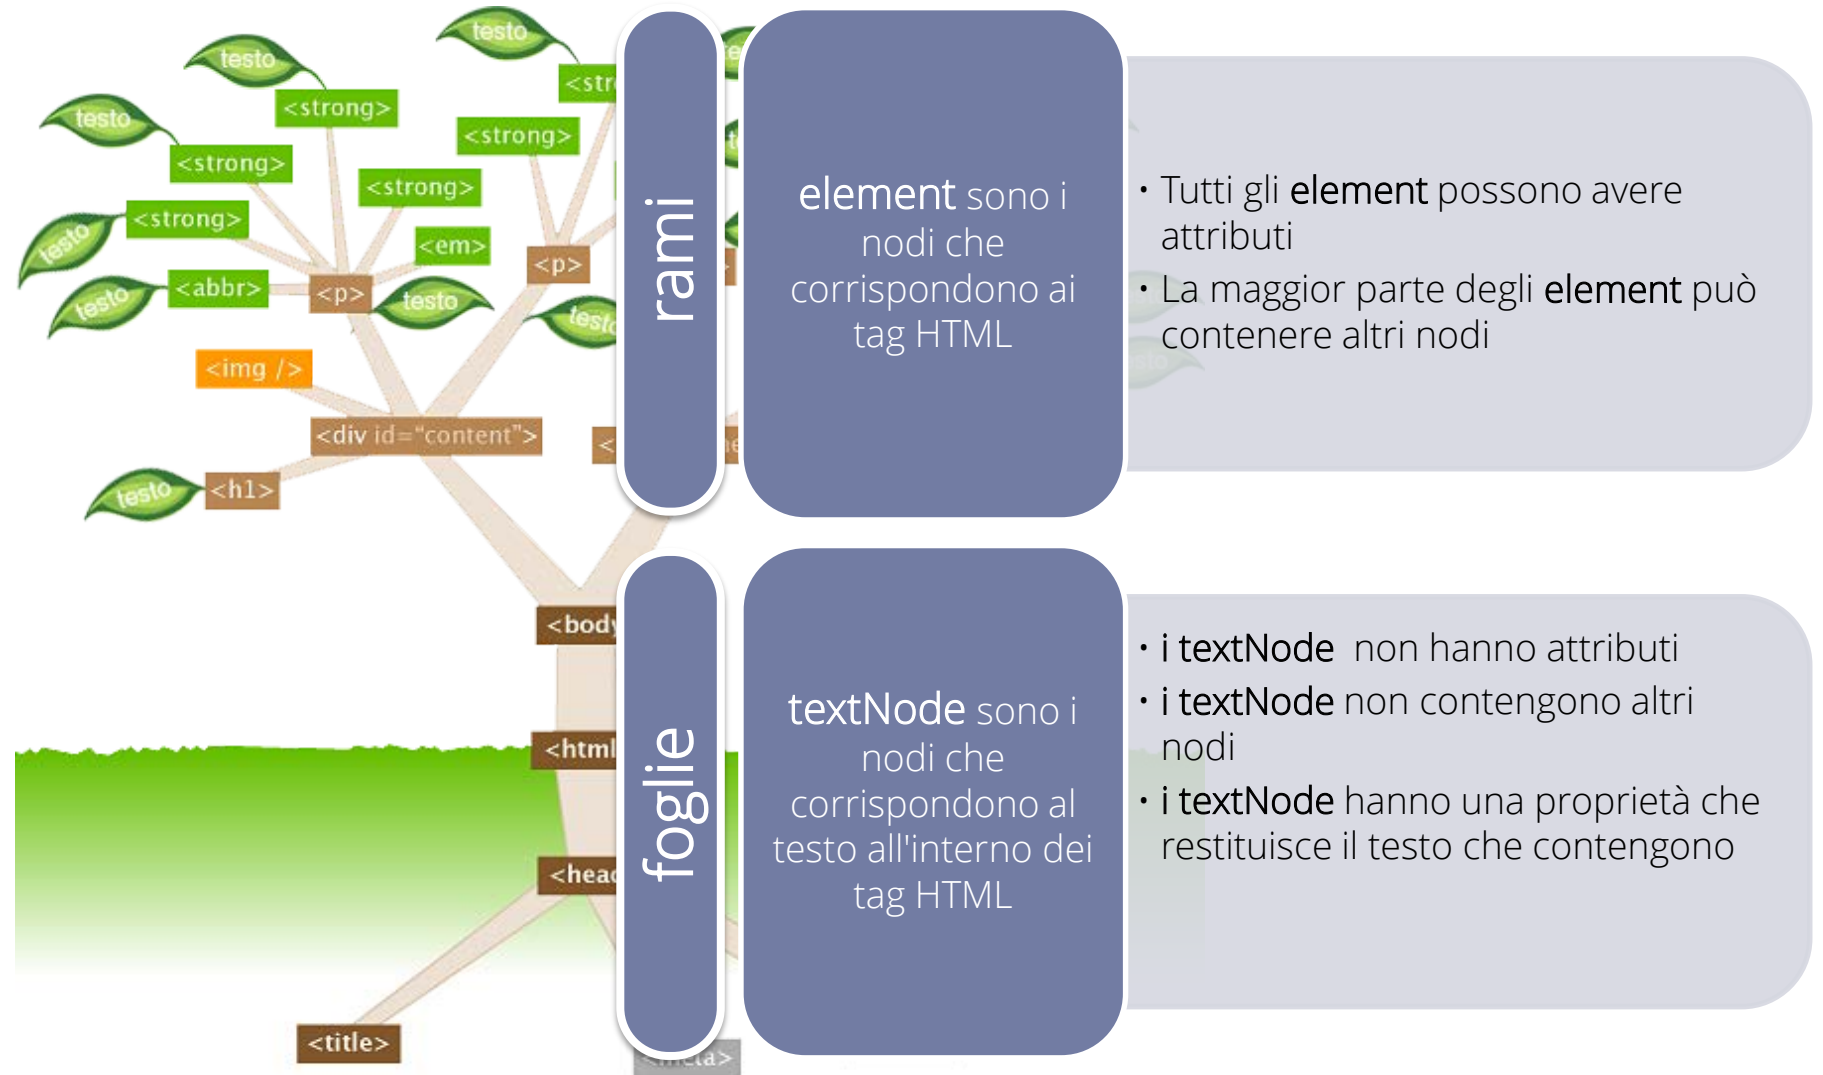 testo
testo
<strong>
testo
<strong>
<strong>
<strong>
<strong>
testo
<em>
<p>
testo
<abbr>
<p>
testo
testo
<img />
<div id="content">
testo
<h1>
<title>
rami
element sono i
nodi che
corrispondono ai
tag HTML
• Tutti gli element possono avere
attributi
• La maggior parte degli element può
contenere altri nodi
foglie
textNode sono i
nodi che
corrispondono al
testo all'interno dei
tag HTML
• i textNode non hanno attributi
• i textNode non contengono altri
nodi
• i textNode hanno una proprietà che
restituisce il testo che contengono